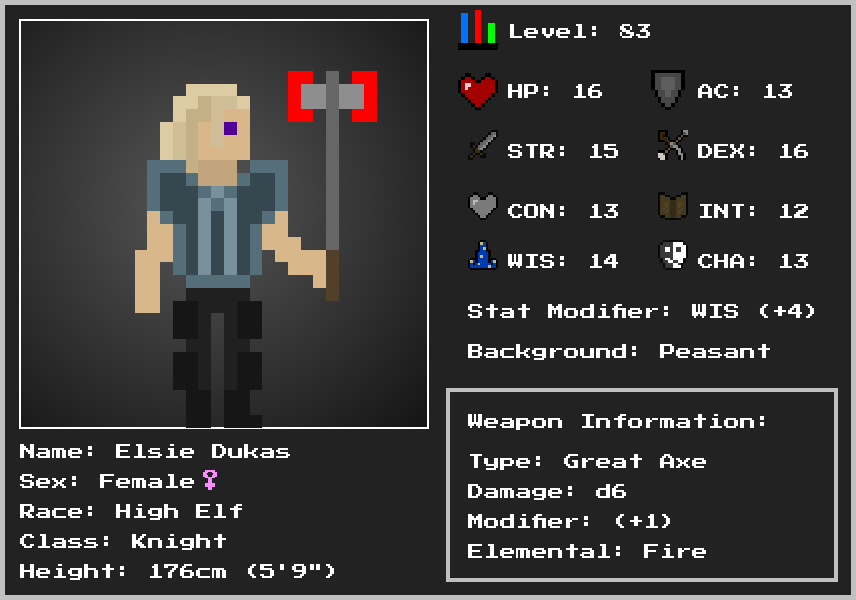 Level: 83
HP: 16 AC: 13
STR: 15 DEX: 16
CON: 13 INT: 12
WIS: 14 CHA: 13
Stat Modifier: WIS (+4)
Background: Peasant
Weapon Information:
Type: Great Axe
Damage: d6
Modifier: (+1)
Elemental: Fire
Name: Elsie Dukas
Sex: Female♀
Race: High Elf
Class: Knight
Height: 176cm (5'9")